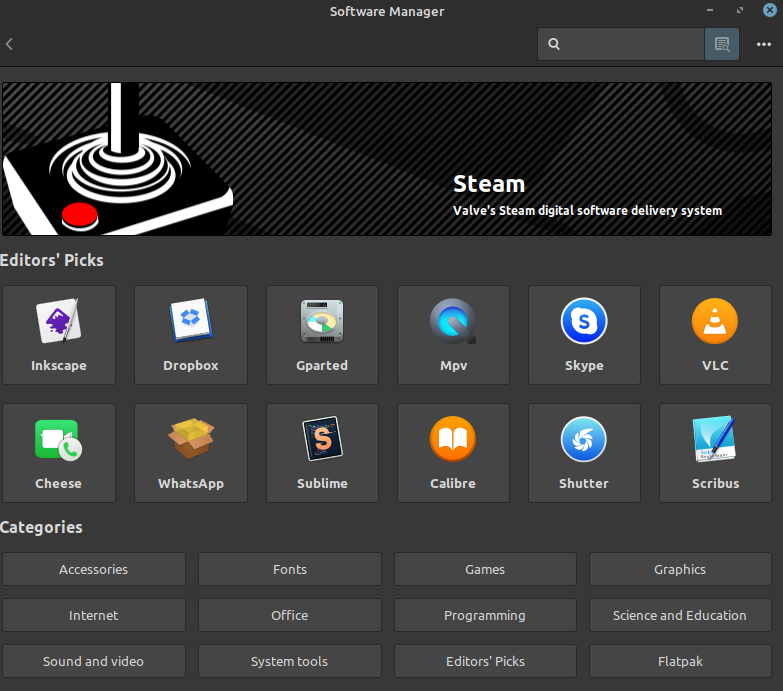 Software Manager
Steam
Valve's Steam digital software delivery system
Editors' Picks
Inkscape Dropbox Gparted Mpv Skype VLC
Cheese WhatsApp Sublime Calibre Shutter Scribus
Categories
Accessories Fonts Games Graphics
Internet Office Programming Science and Education
Sound and video System tools Editors' Picks Flatpak